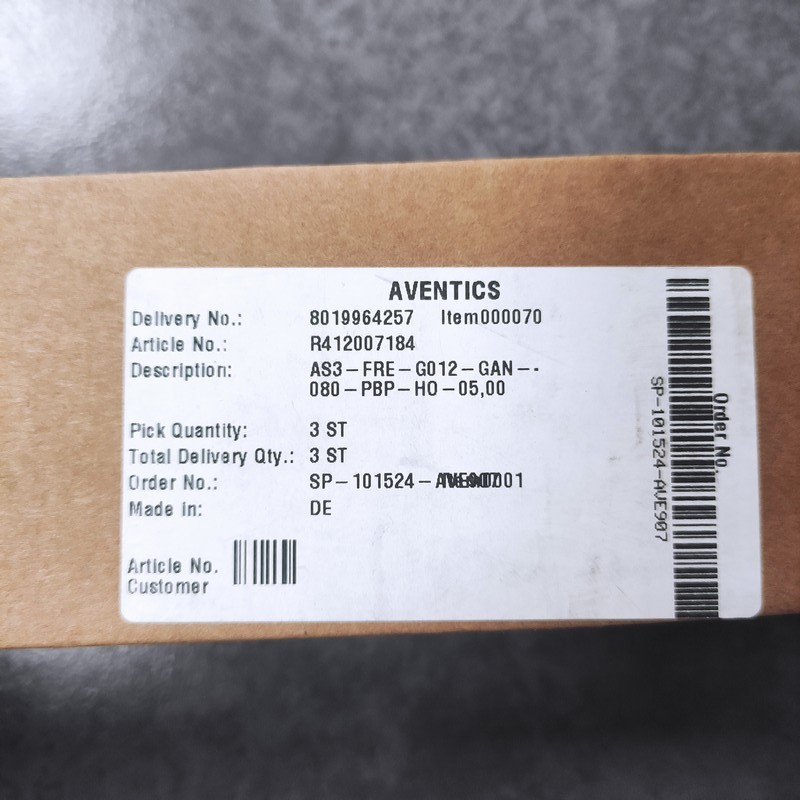 AVENTICS
Delivery No.: 8019964257 Item000070
Article No.: R412007184
Description: AS3-FRE-G012-GAN--
080-PBP-HO-05,00
Pick Quantity: 3 ST
Total Delivery Qty.: 3 ST
Order No.: SP-101524-
Made in: DE
Article No.
Customer
Order No.
SP-101524-AVE907